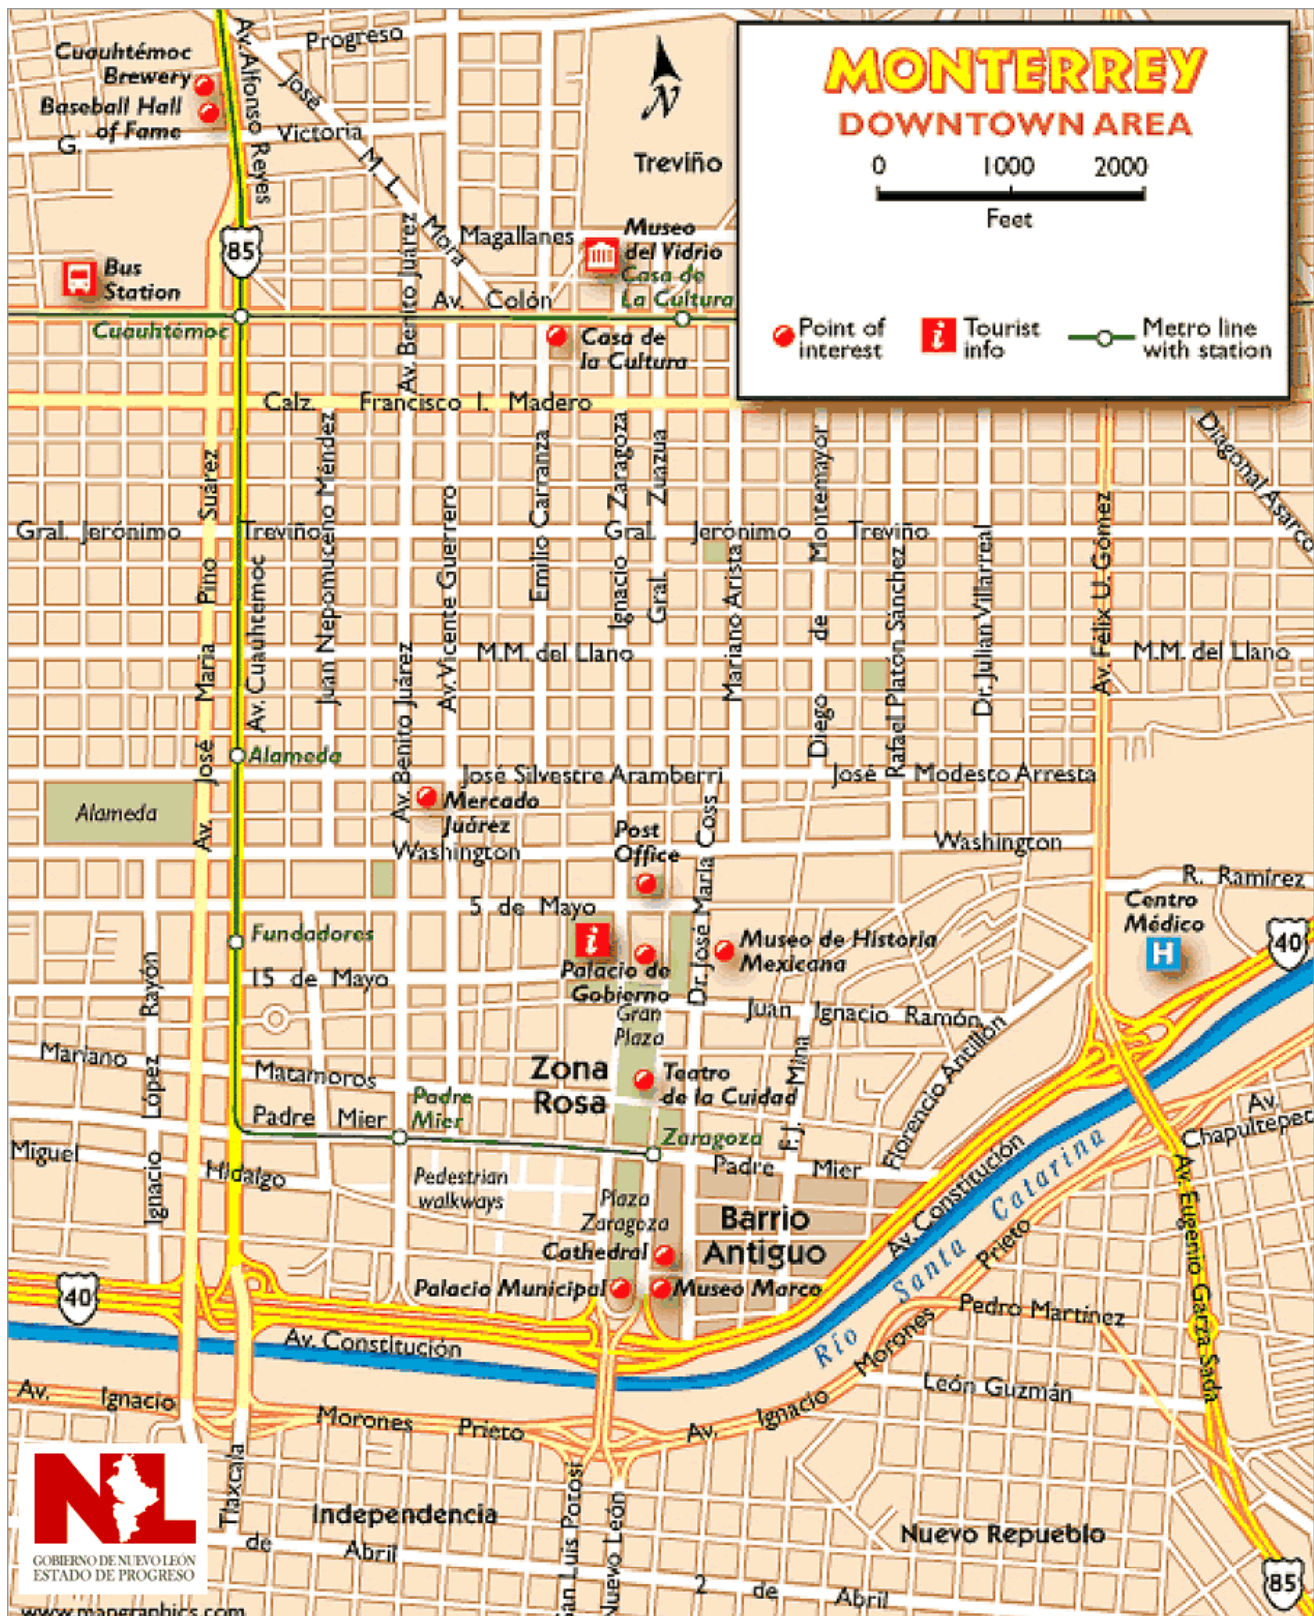 MONTERREY
DOWNTOWN AREA
0 1000 2000
Feet
Point of
interest
Tourist
info
Metro line
with station
N
Cuauhtémoc
Brewery
Baseball Hall
of Fame
Av. Alfonso Reyes
Progreso
José M. L. Mora
G. Victoria
Treviño
85
Bus
Station
Magallanes
Museo
del Vidrio
Casa de
La Cultura
Av. Colón
Av. Benito Juárez
Cuauhtémoc
Casa de
la Cultura
Calz. Francisco I. Madero
Diagonal Asarco
Gral. Jerónimo Treviño
Gral. Jerónimo Treviño
Av. José María Pino Suárez
Av. Cuauhtemoc
Juan Nepomuceno Méndez
Av. Benito Juárez
Av. Vicente Guerrero
Emilio Carranza
Ignacio Zaragoza
Gral. Zuazua
Mariano Arista
Diego de Montemayor
Rafael Platón Sánchez
Dr. Julian Villarreal
Av. Félix U. Gómez
M.M. del Llano
M.M. del Llano
Alameda
José Silvestre Aramberri
José Modesto Arresta
Alameda
Mercado
Juárez
Post
Office
Dr. José María Coss
Washington
Washington
R. Ramírez
Centro
Médico
H
40
5 de Mayo
Fundadores
i
Palacio de
Gobierno
Museo de Historia
Mexicana
15 de Mayo
Gran
Plaza
Juan Ignacio Ramón
Ignacio López Rayón
Mariano Matamoros
Zona
Rosa
Teatro
de la Cuidad
F.J. Mina
Florencio Antillón
Padre Mier
Padre
Mier
Zaragoza
Padre Mier
Av.
Chapultepec
Miguel Hidalgo
Pedestrian
walkways
Plaza
Zaragoza
Barrio
Antiguo
Cathedral
Palacio Municipal
Museo Marco
Av. Constitución
Río Santa Catarina
Av. Eugenio Garza Sada
40
Av. Constitución
Pedro Martínez
León Guzmán
Av. Ignacio Morones Prieto
Av. Ignacio Morones Prieto
Tlaxcala
San Luis Potosí
Nuevo León
Independencia
Nuevo Repueblo
de Abril
2 de Abril
85
NL
GOBIERNO DE NUEVO LEÓN
ESTADO DE PROGRESO
www.mapgraphics.com